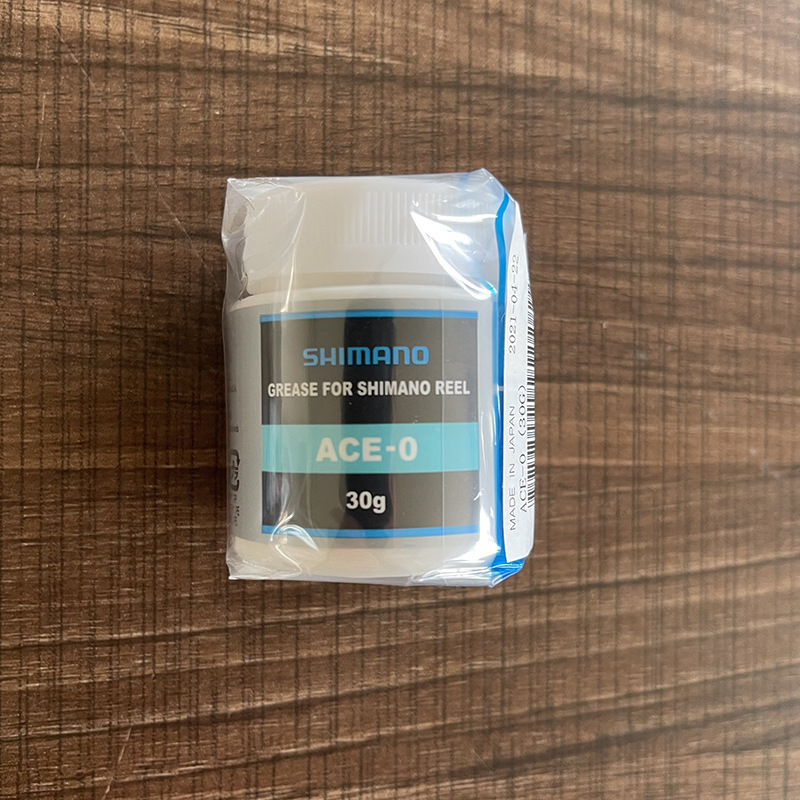 SHIMANO
GREASE FOR SHIMANO REEL
ACE-0
30g
MADE IN JAPAN 2021-04-22
ACE-0 (30G)